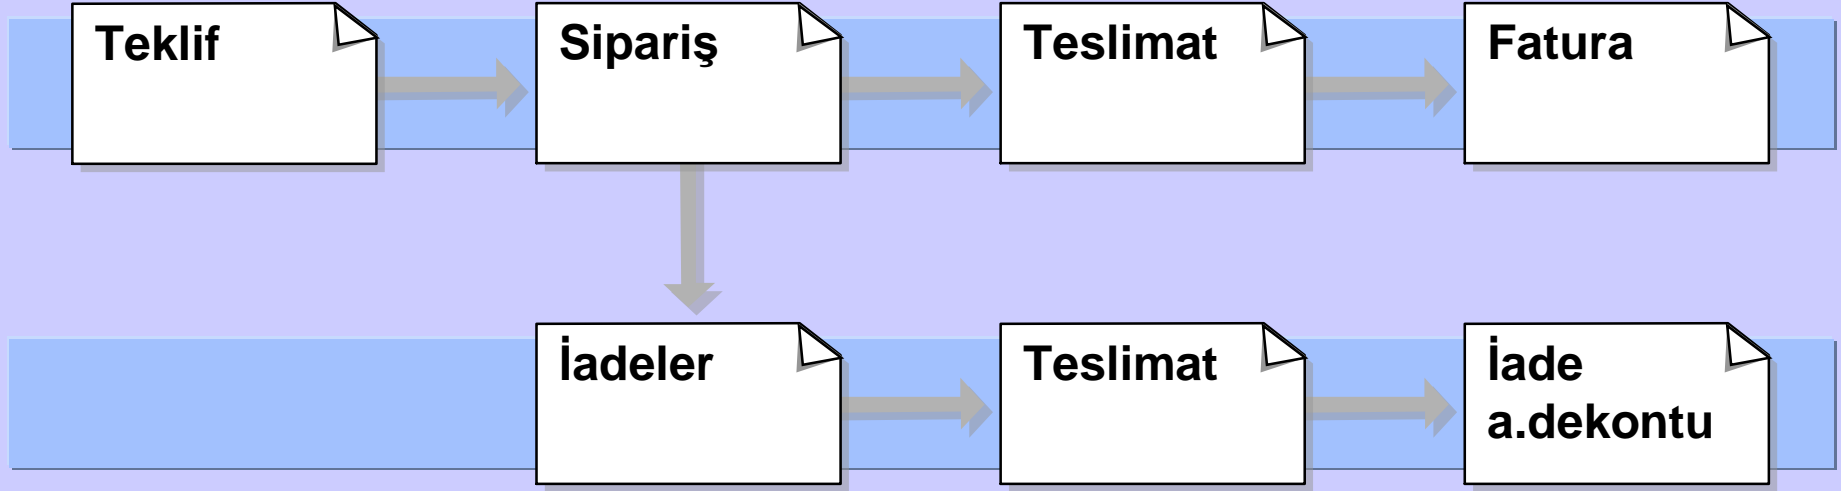 Teklif
Sipariş
Teslimat
Fatura
İadeler
Teslimat
İade
a.dekontu